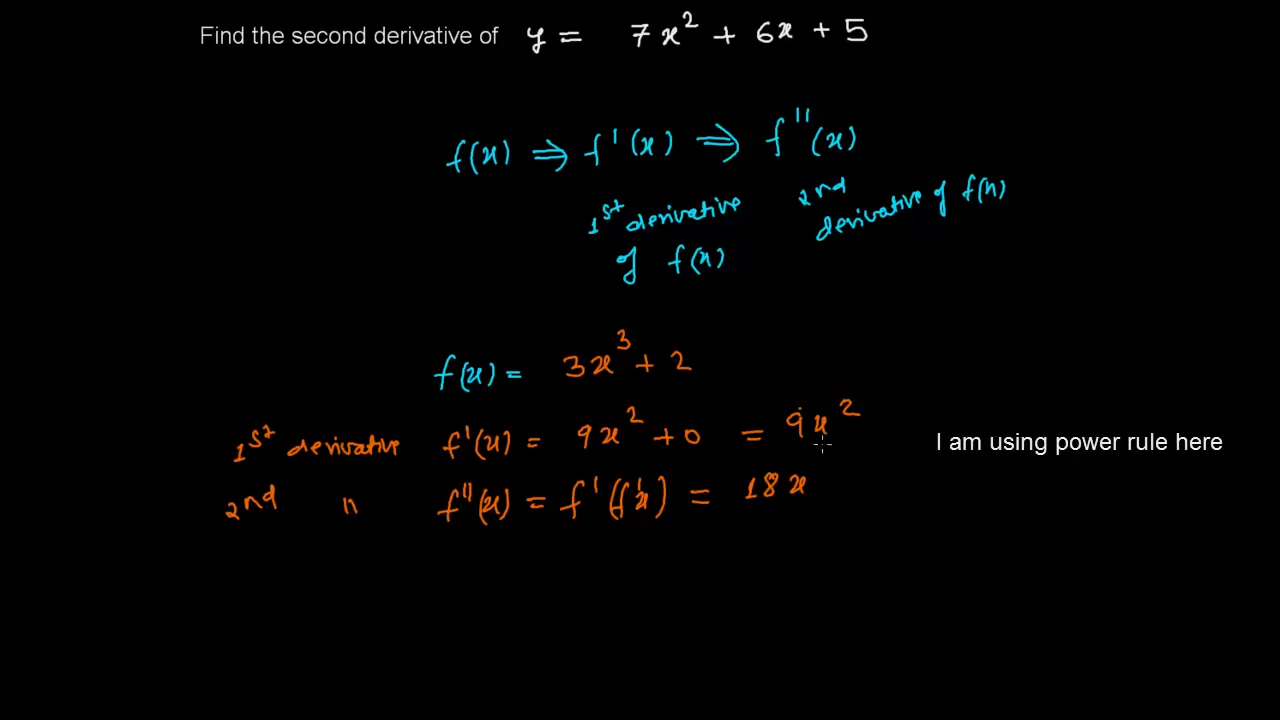 Find the second derivative of y = 7x² + 6x + 5
f(x) ⇒ f'(x) ⇒ f''(x)
1st derivative of f(x)
2nd derivative of f(x)
f(x) = 3x³ + 2
1st derivative f'(x) = 9x² + 0 = 9x²
I am using power rule here
2nd " f''(x) = f'(f'x) = 18x